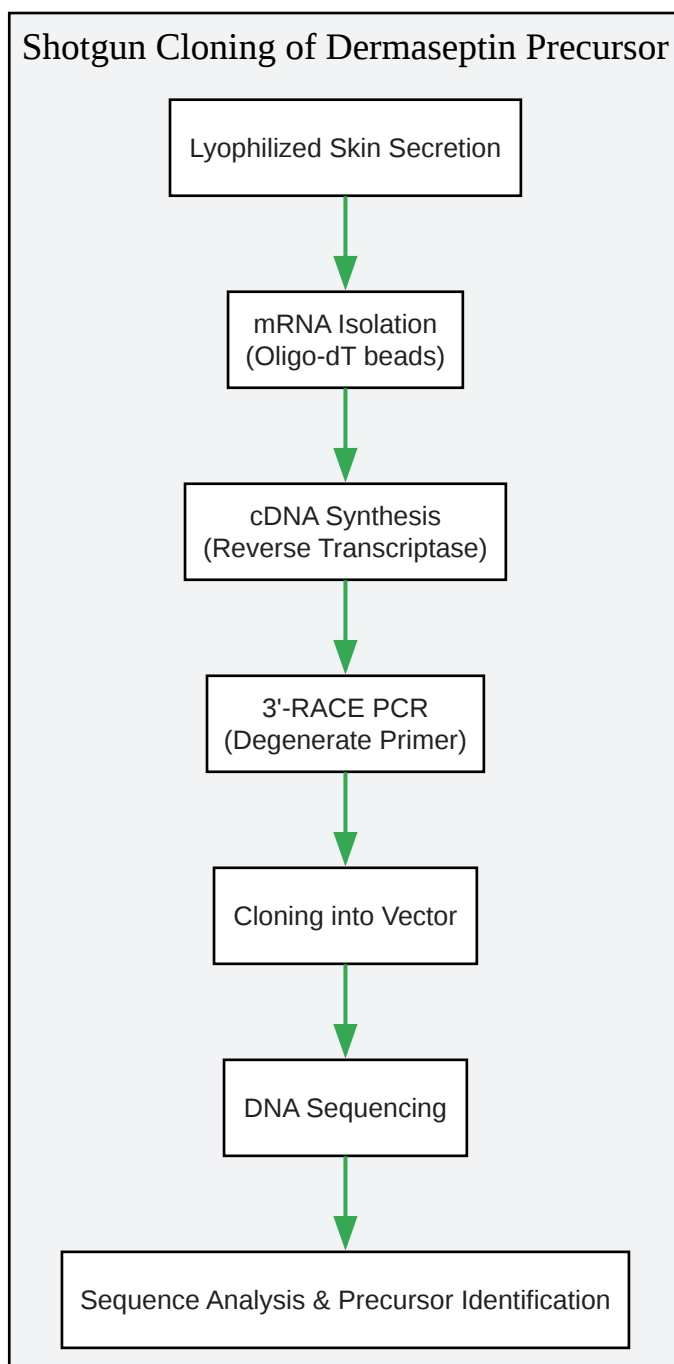 Shotgun Cloning of Dermaseptin Precursor
Lyophilized Skin Secretion
mRNA Isolation
(Oligo-dT beads)
cDNA Synthesis
(Reverse Transcriptase)
3'-RACE PCR
(Degenerate Primer)
Cloning into Vector
DNA Sequencing
Sequence Analysis & Precursor Identification